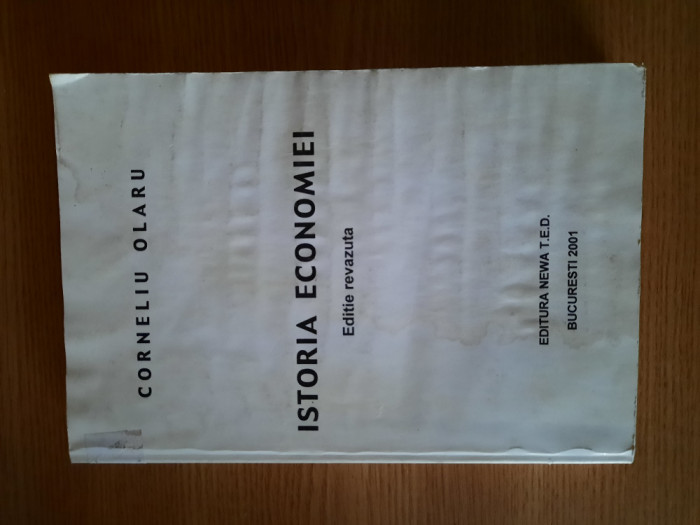 CORNELIU OLARU
ISTORIA ECONOMIEI
Editie revazuta
EDITURA NEWA T.E.D.
BUCURESTI 2001